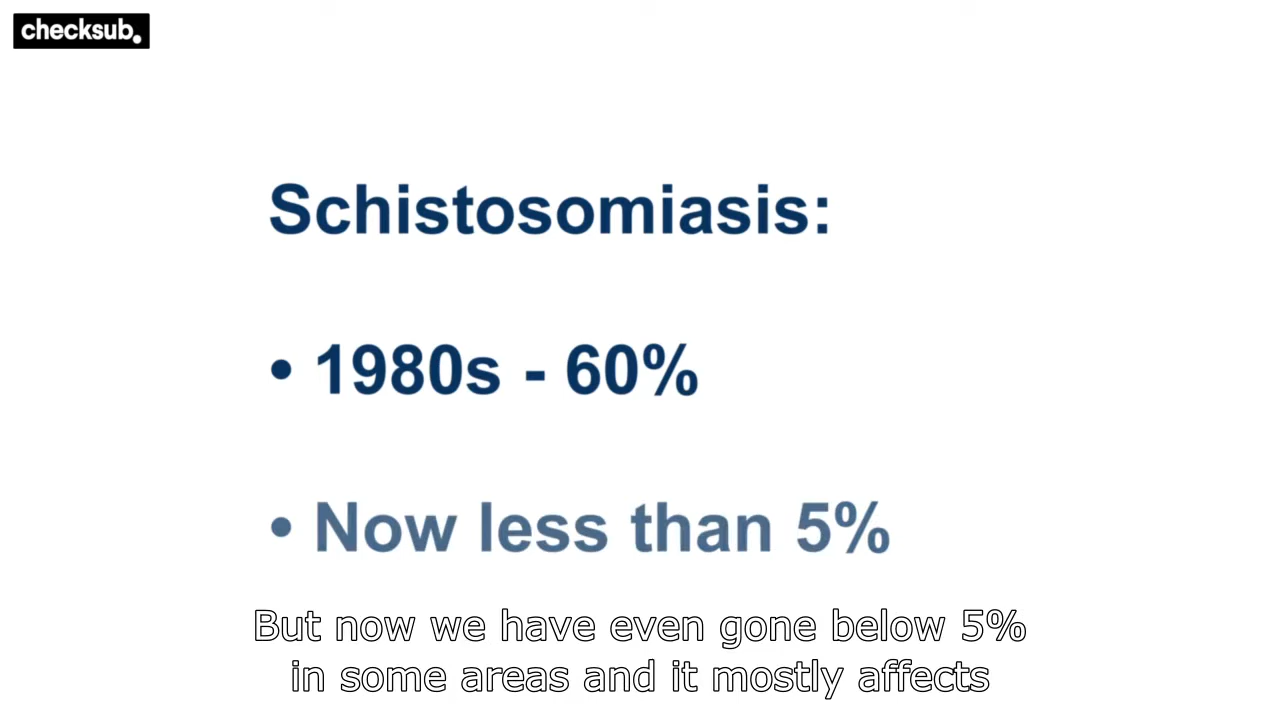 checksub.
Schistosomiasis:
• 1980s - 60%
• Now less than 5%
But now we have even gone below 5%
in some areas and it mostly affects